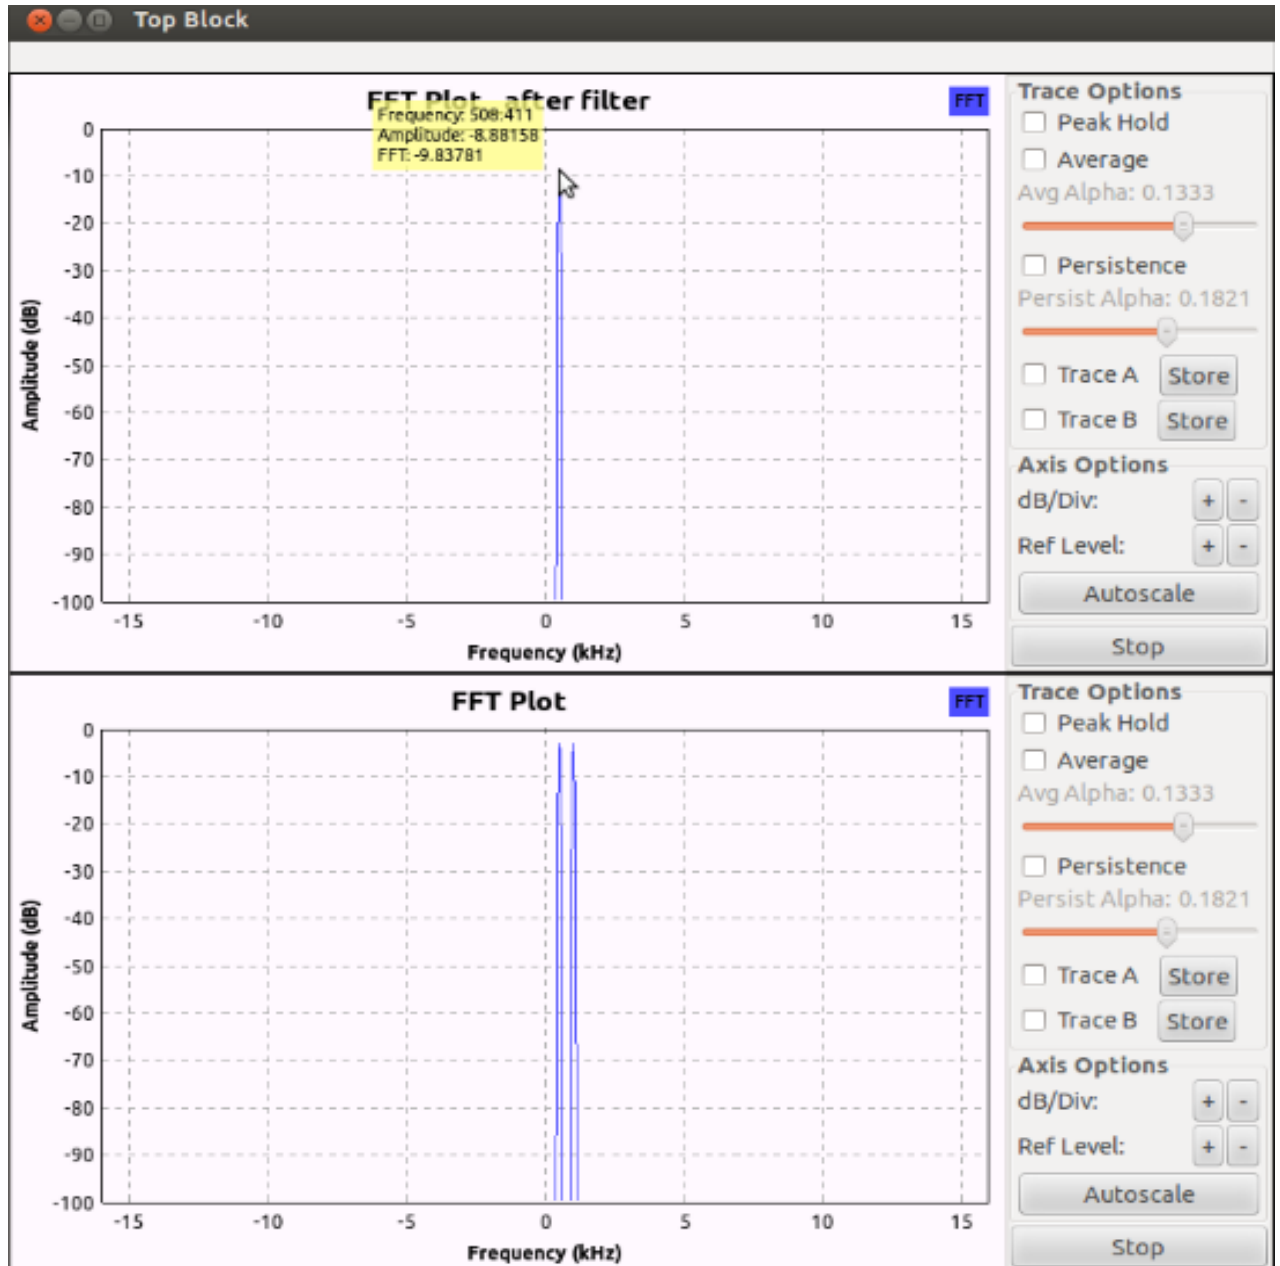 Top Block
FFT Plot - after filter
FFT
Frequency: 508.411
Amplitude: -8.88158
FFT: -9.83781
0
-10
-20
-30
-40
-50
-60
-70
-80
-90
-100
Amplitude (dB)
-15 -10 -5 0 5 10 15
Frequency (kHz)
Trace Options
Peak Hold
Average
Avg Alpha: 0.1333
Persistence
Persist Alpha: 0.1821
Trace A Store
Trace B Store
Axis Options
dB/Div: + -
Ref Level: + -
Autoscale
Stop
FFT Plot
FFT
0
-10
-20
-30
-40
-50
-60
-70
-80
-90
-100
Amplitude (dB)
-15 -10 -5 0 5 10 15
Frequency (kHz)
Trace Options
Peak Hold
Average
Avg Alpha: 0.1333
Persistence
Persist Alpha: 0.1821
Trace A Store
Trace B Store
Axis Options
dB/Div: + -
Ref Level: + -
Autoscale
Stop